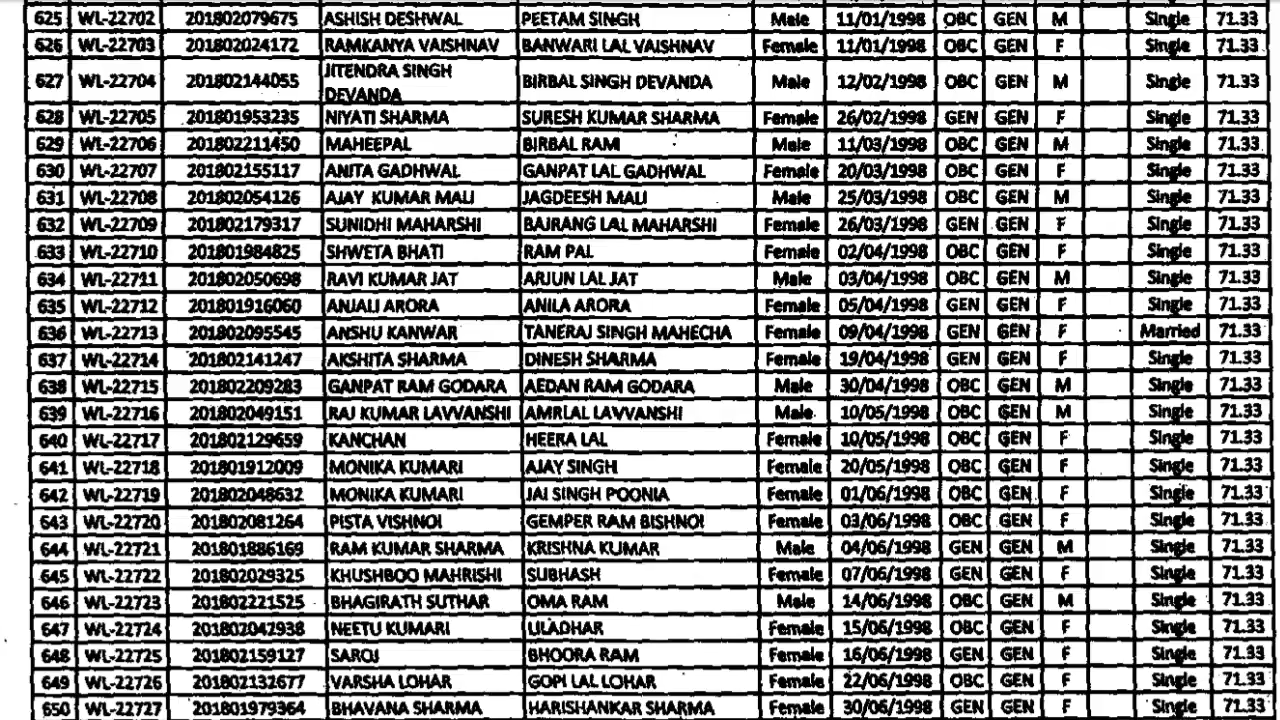 625 WL-22702 201802079675 ASHISH DESHWAL PEETAM SINGH Male 11/01/1998 OBC GEN M Single 71.33
626 WL-22703 201802024172 RAMKANYA VAISHNAV BANWARI LAL VAISHNAV Female 11/01/1998 OBC GEN F Single 71.33
627 WL-22704 201802144055 JITENDRA SINGH DEVANDA BIRBAL SINGH DEVANDA Male 12/02/1998 OBC GEN M Single 71.33
628 WL-22705 201801953235 NIYATI SHARMA SURESH KUMAR SHARMA Female 26/02/1998 GEN GEN F Single 71.33
629 WL-22706 201802211450 MAHEEPAL BIRBAL RAM Male 11/03/1998 OBC GEN M Single 71.33
630 WL-22707 201802155117 ANITA GADHWAL GANPAT LAL GADHWAL Female 20/03/1998 OBC GEN F Single 71.33
631 WL-22708 201802054126 AJAY KUMAR MALI JAGDEESH MALI Male 25/03/1998 OBC GEN M Single 71.33
632 WL-22709 201802179317 SUNIDHI MAHARSHI BAJRANG LAL MAHARSHI Female 26/03/1998 GEN GEN F Single 71.33
633 WL-22710 201801984825 SHWETA BHATI RAM PAL Female 02/04/1998 OBC GEN F Single 71.33
634 WL-22711 201802050698 RAVI KUMAR JAT ARJUN LAL JAT Male 03/04/1998 OBC GEN M Single 71.33
635 WL-22712 201801916060 ANJALI ARORA ANILA ARORA Female 05/04/1998 GEN GEN F Single 71.33
636 WL-22713 201802095545 ANSHU KANWAR TANERAJ SINGH MAHECHA Female 09/04/1998 GEN GEN F Married 71.33
637 WL-22714 201802141247 AKSHITA SHARMA DINESH SHARMA Female 19/04/1998 GEN GEN F Single 71.33
638 WL-22715 201802209283 GANPAT RAM GODARA AEDAN RAM GODARA Male 30/04/1998 OBC GEN M Single 71.33
639 WL-22716 201802049151 RAJ KUMAR LAVVANSHI AMRLAL LAVVANSHI Male 10/05/1998 OBC GEN M Single 71.33
640 WL-22717 201802129659 KANCHAN HEERA LAL Female 10/05/1998 OBC GEN F Single 71.33
641 WL-22718 201801912009 MONIKA KUMARI AJAY SINGH Female 20/05/1998 OBC GEN F Single 71.33
642 WL-22719 201802048632 MONIKA KUMARI JAI SINGH POONIA Female 01/06/1998 OBC GEN F Single 71.33
643 WL-22720 201802081264 PISTA VISHNOI GEMPER RAM BISHNOI Female 03/06/1998 OBC GEN F Single 71.33
644 WL-22721 201801886169 RAM KUMAR SHARMA KRISHNA KUMAR Male 04/06/1998 GEN GEN M Single 71.33
645 WL-22722 201802029325 KHUSHBOO MAHRISHI SUBHASH Female 07/06/1998 GEN GEN F Single 71.33
646 WL-22723 201802221525 BHAGIRATH SUTHAR OMA RAM Male 14/06/1998 OBC GEN M Single 71.33
647 WL-22724 201802042938 NEETU KUMARI LILADHAR Female 15/06/1998 OBC GEN F Single 71.33
648 WL-22725 201802159127 SAROJ BHOORA RAM Female 16/06/1998 GEN GEN F Single 71.33
649 WL-22726 201802132677 VARSHA LOHAR GOPI LAL LOHAR Female 22/06/1998 OBC GEN F Single 71.33
650 WL-22727 201801979364 BHAVANA SHARMA HARISHANKAR SHARMA Female 30/06/1998 GEN GEN F Single 71.33